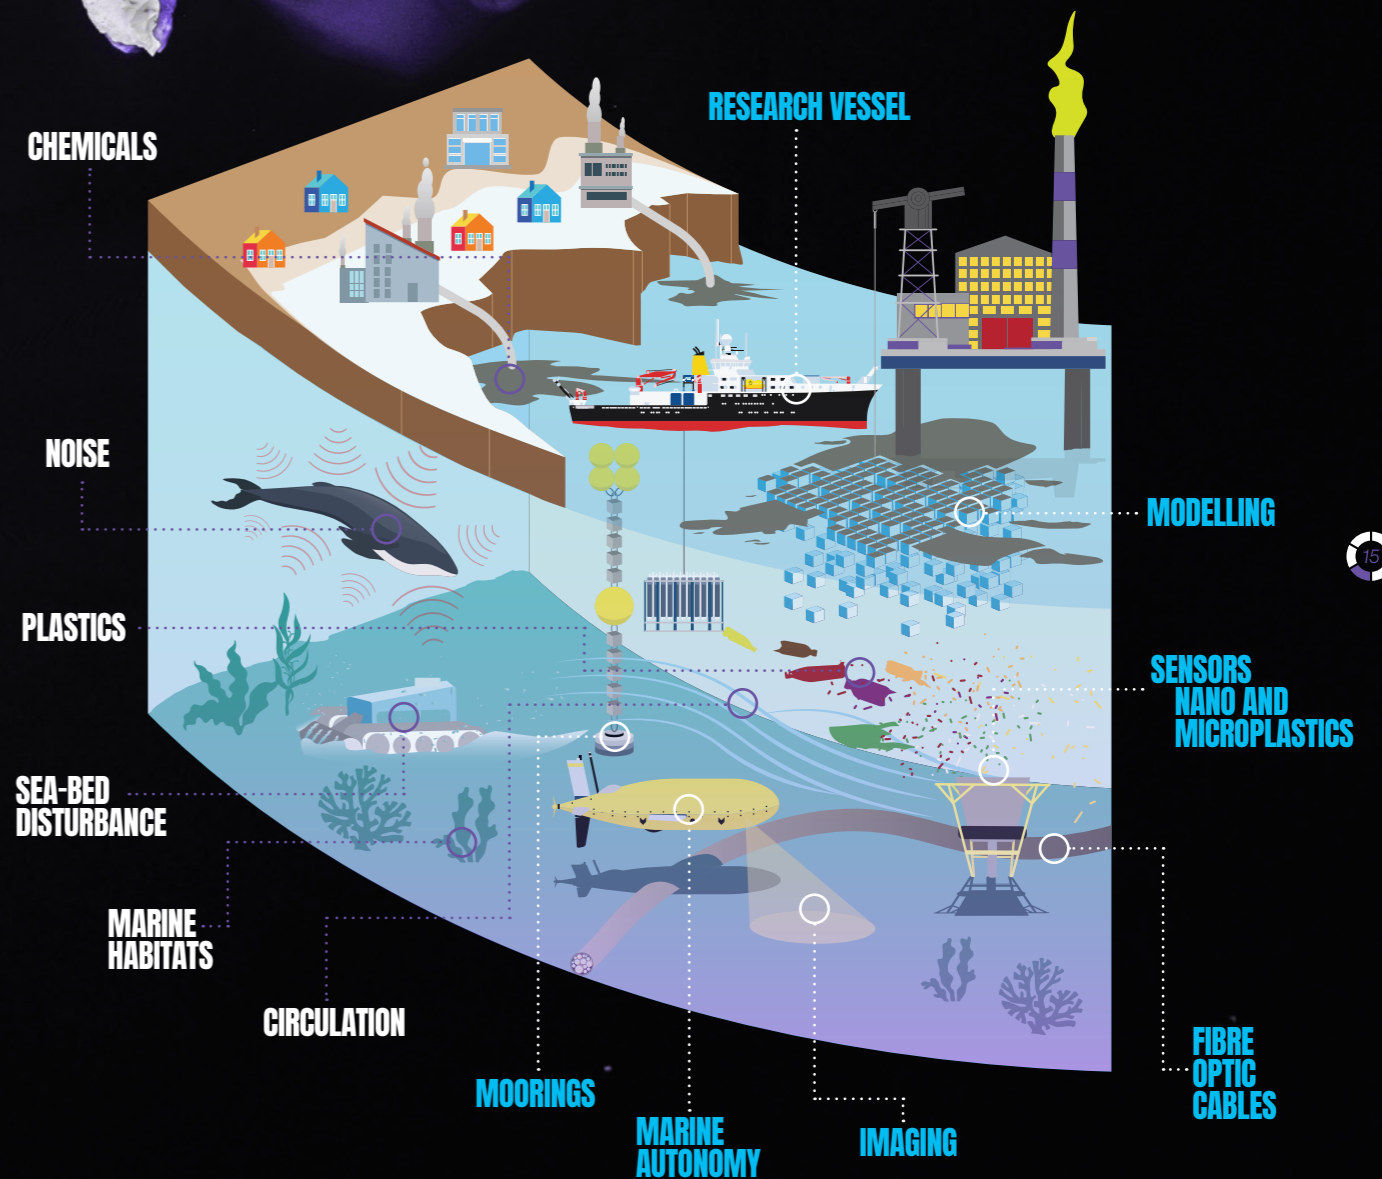 RESEARCH VESSEL
CHEMICALS
NOISE
MODELLING
15
PLASTICS
SENSORS
NANO AND
MICROPLASTICS
SEA-BED
DISTURBANCE
MARINE
HABITATS
CIRCULATION
FIBRE
OPTIC
CABLES
MOORINGS
MARINE
AUTONOMY
IMAGING